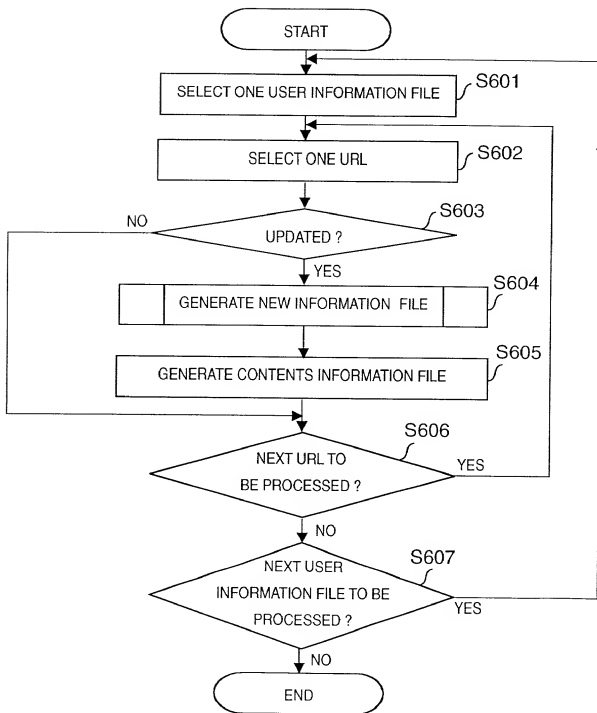 START
SELECT ONE USER INFORMATION FILE
S601
SELECT ONE URL
S602
S603
NO
UPDATED ?
YES
S604
GENERATE NEW INFORMATION FILE
S605
GENERATE CONTENTS INFORMATION FILE
S606
NEXT URL TO
BE PROCESSED ?
YES
NO
S607
NEXT USER
INFORMATION FILE TO BE
PROCESSED ?
YES
NO
END